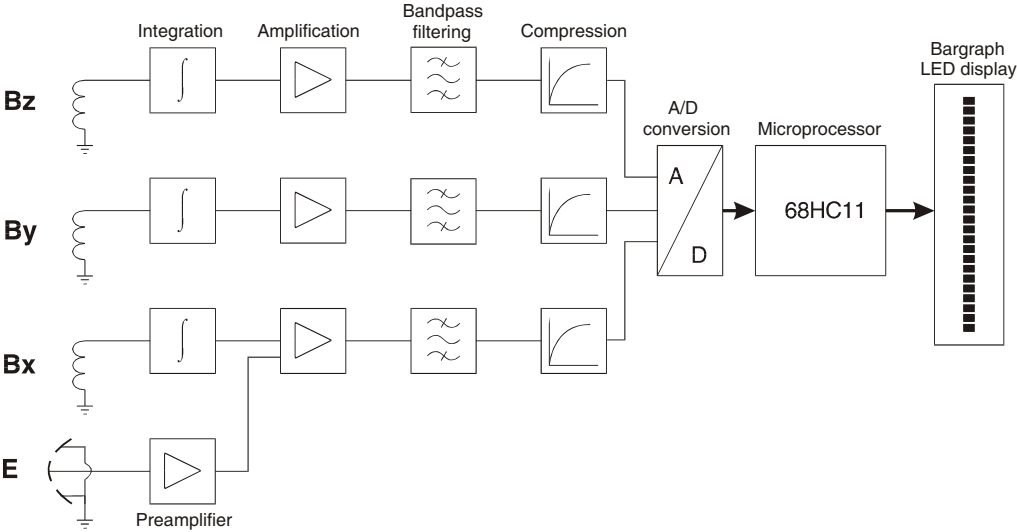 Integration
Amplification
Bandpass
filtering
Compression
Bargraph
LED display
Bz
A/D
conversion
Microprocessor
A
D
68HC11
By
Bx
E
Preamplifier